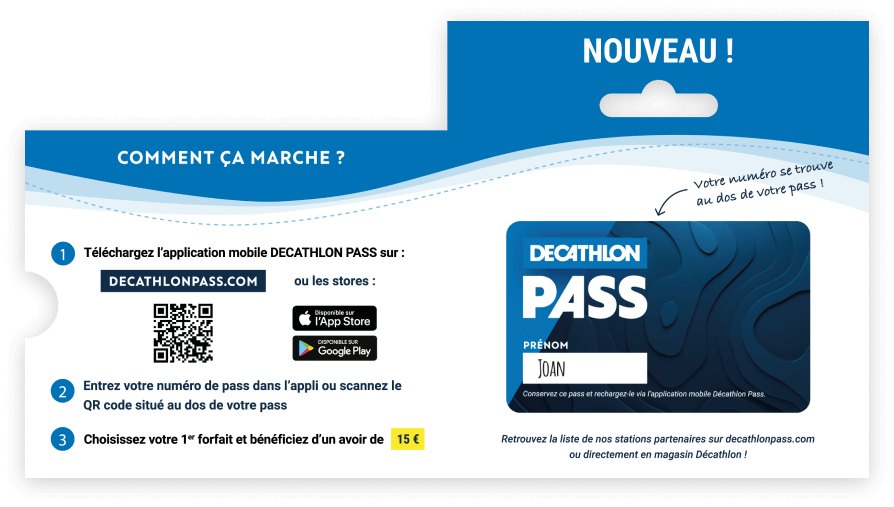 NOUVEAU !
COMMENT ÇA MARCHE ?
Votre numéro se trouve
au dos de votre pass !
1 Téléchargez l'application mobile DECATHLON PASS sur :
DECATHLONPASS.COM ou les stores :
Disponible sur
l'App Store
DISPONIBLE SUR
Google Play
2 Entrez votre numéro de pass dans l'appli ou scannez le
QR code situé au dos de votre pass
3 Choisissez votre 1er forfait et bénéficiez d'un avoir de 15 €
DECATHLON
PASS
PRÉNOM
JOAN
Conservez ce pass et rechargez-le via l'application mobile Décathlon Pass.
Retrouvez la liste de nos stations partenaires sur decathlonpass.com
ou directement en magasin Décathlon !